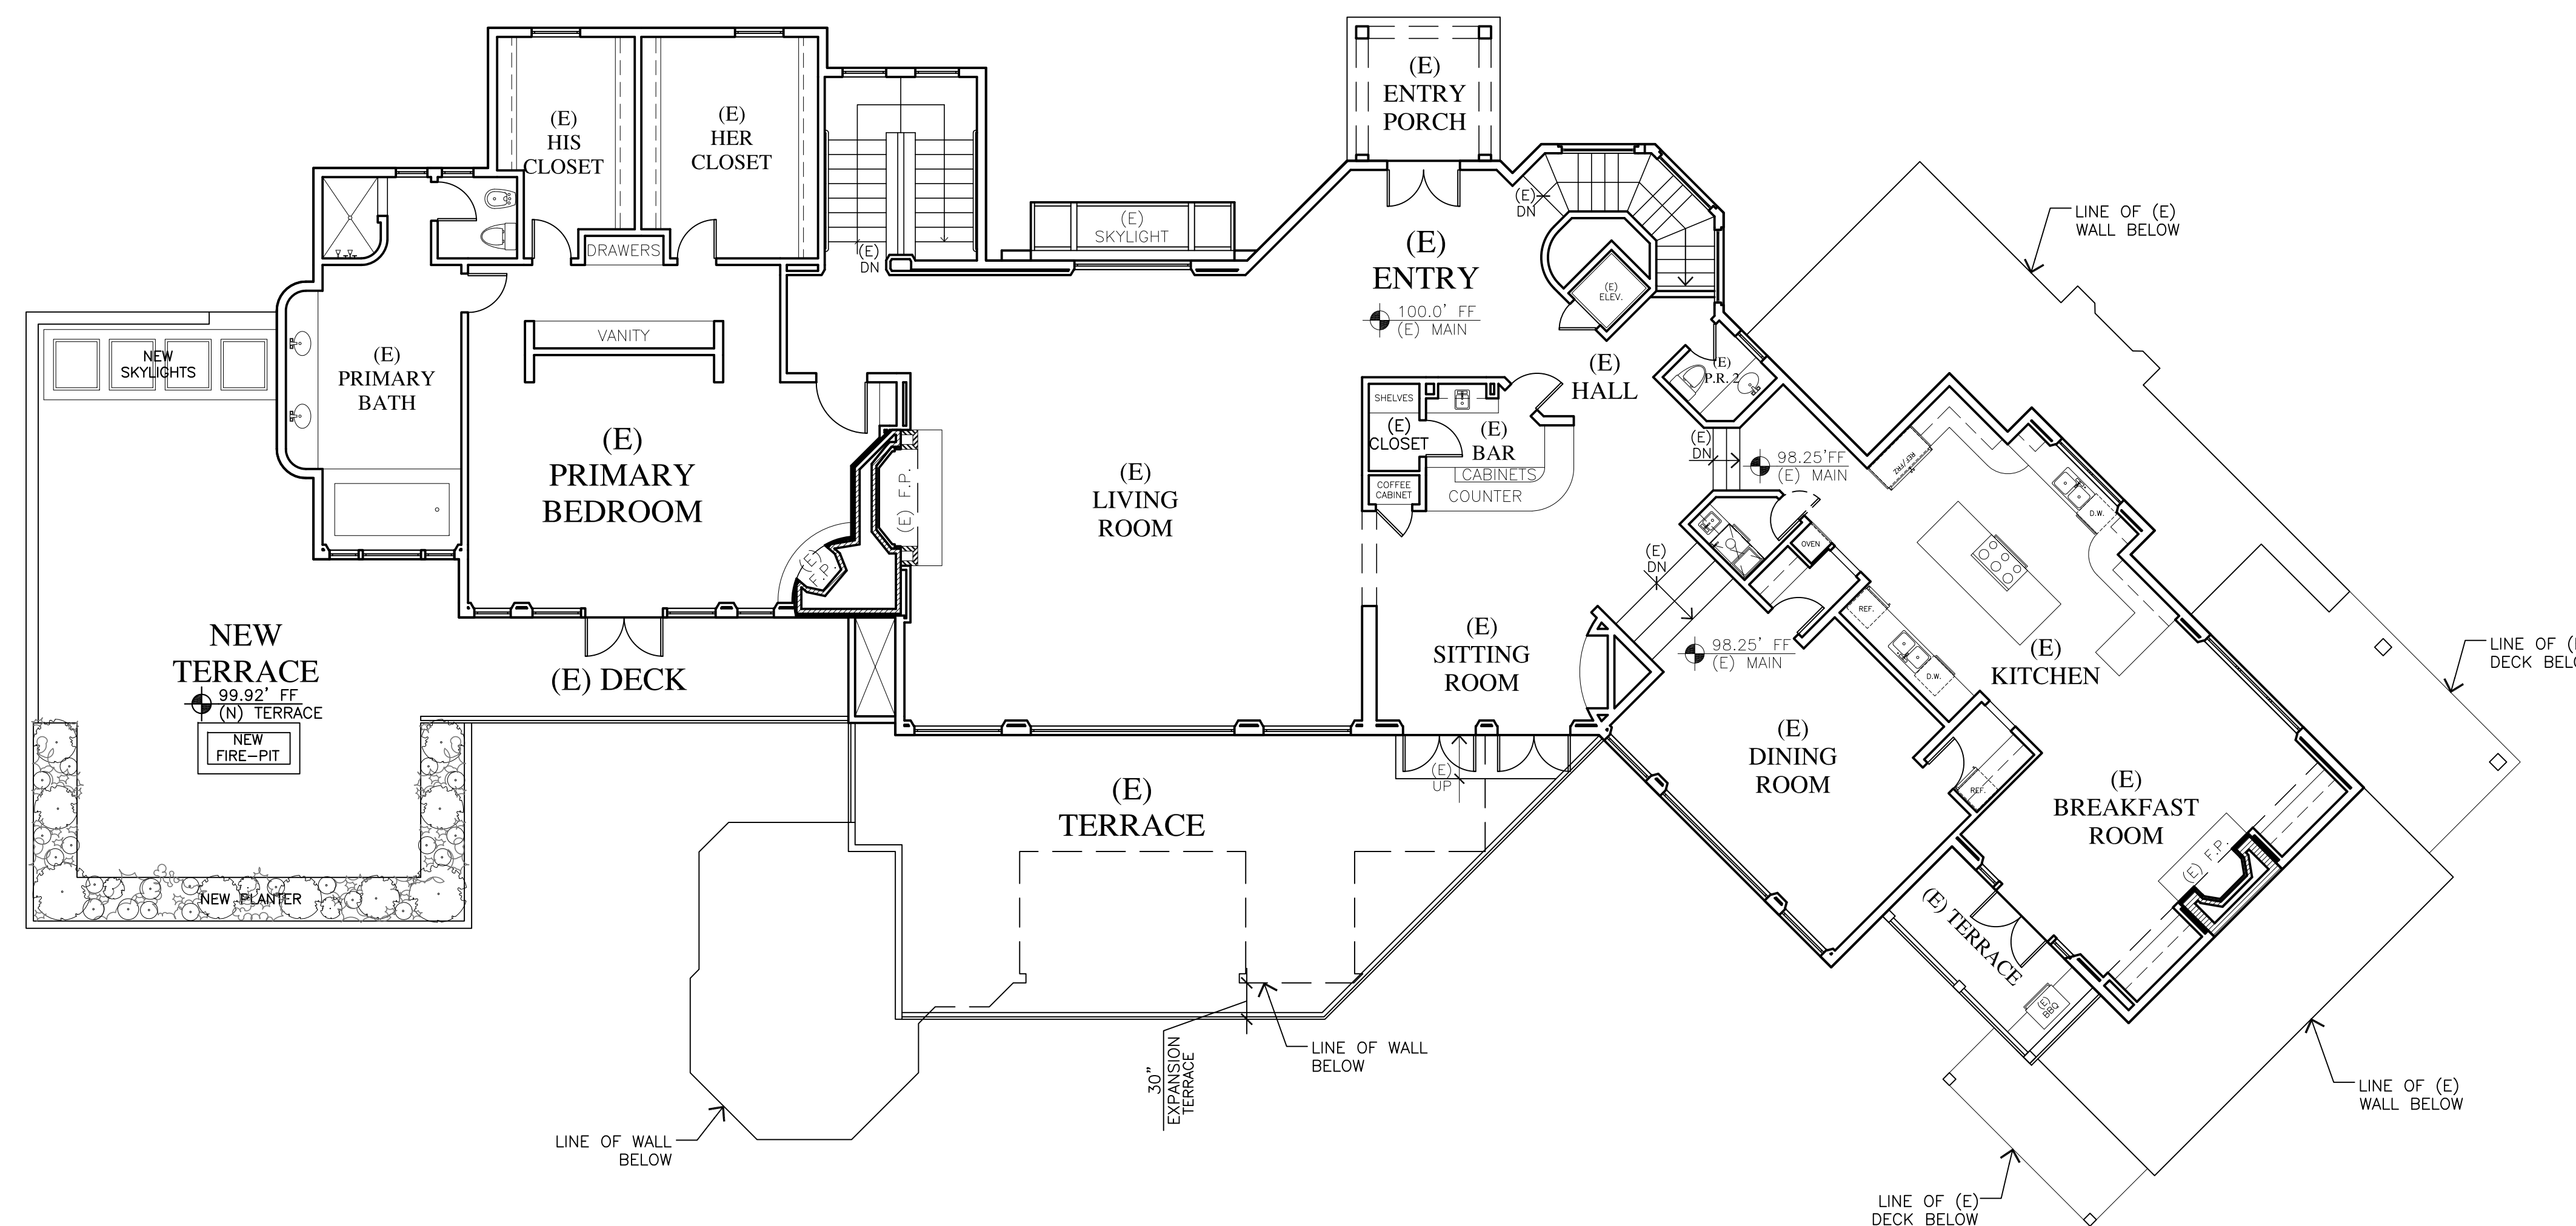 (E)
ENTRY
PORCH
(E)
HIS
CLOSET
(E)
HER
CLOSET
DRAWERS
(E)
DN
(E)
SKYLIGHT
(E)
DN
LINE OF (E)
WALL BELOW
(E)
ENTRY
100.0' FF
(E) MAIN
(E)
ELEV.
NEW
SKYLIGHTS
(E)
PRIMARY
BATH
VANITY
(E)
HALL
(E)
P.R. 2
SHELVES
(E)
CLOSET
(E)
BAR
CABINETS
COUNTER
COFFEE
CABINET
(E)
DN
98.25'FF
(E) MAIN
REF/FRZ
D.W.
(E)
PRIMARY
BEDROOM
(E) F.P.
(E)
F.P.
(E)
LIVING
ROOM
OVEN
(E)
DN
REF.
D.W.
98.25' FF
(E) MAIN
(E)
KITCHEN
(E)
SITTING
ROOM
NEW
TERRACE
99.92' FF
(N) TERRACE
NEW
FIRE-PIT
NEW PLANTER
(E) DECK
(E)
UP
(E)
TERRACE
(E)
DINING
ROOM
REF.
(E)
BREAKFAST
ROOM
(E) F.P.
(E) TERRACE
(E)
BBQ
LINE OF (
DECK BEL
30"
EXPANSION
TERRACE
LINE OF WALL
BELOW
LINE OF WALL
BELOW
LINE OF (E)
WALL BELOW
LINE OF (E)
DECK BELOW